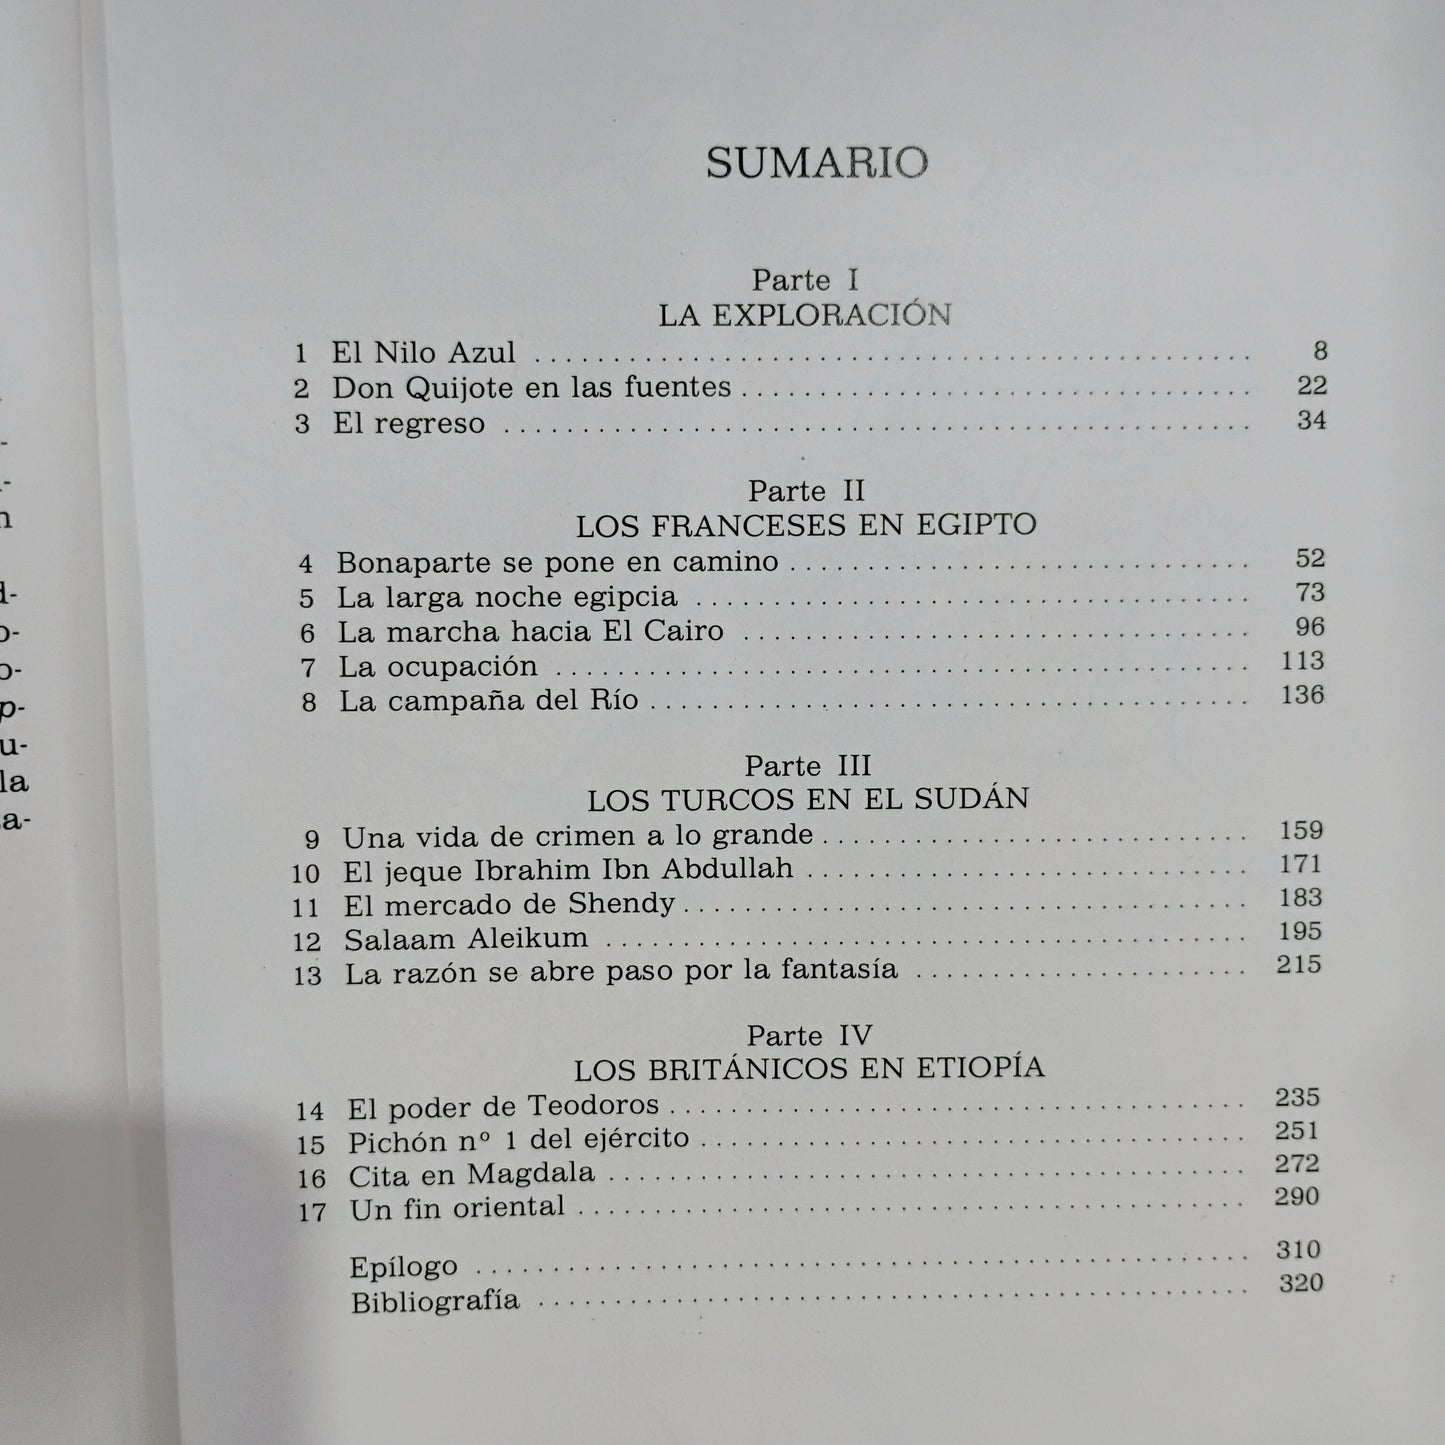 SUMARIO
Parte I
LA EXPLORACIÓN
1 El Nilo Azul . . . . . . . . . . . . . . . . . . . . 8
2 Don Quijote en las fuentes . . . . . . . . . . . . . . . . . . . . 22
3 El regreso . . . . . . . . . . . . . . . . . . . . 34
Parte II
LOS FRANCESES EN EGIPTO
4 Bonaparte se pone en camino . . . . . . . . . . . . . . . . . . . . 52
5 La larga noche egipcia . . . . . . . . . . . . . . . . . . . . 73
6 La marcha hacia El Cairo . . . . . . . . . . . . . . . . . . . . 96
7 La ocupación . . . . . . . . . . . . . . . . . . . . 113
8 La campaña del Río . . . . . . . . . . . . . . . . . . . . 136
Parte III
LOS TURCOS EN EL SUDÁN
9 Una vida de crimen a lo grande . . . . . . . . . . . . . . . . . . . . 159
10 El jeque Ibrahim Ibn Abdullah . . . . . . . . . . . . . . . . . . . . 171
11 El mercado de Shendy . . . . . . . . . . . . . . . . . . . . 183
12 Salaam Aleikum . . . . . . . . . . . . . . . . . . . . 195
13 La razón se abre paso por la fantasía . . . . . . . . . . . . . . . . . . . . 215
Parte IV
LOS BRITÁNICOS EN ETIOPÍA
14 El poder de Teodoros . . . . . . . . . . . . . . . . . . . . 235
15 Pichón nº 1 del ejército . . . . . . . . . . . . . . . . . . . . 251
16 Cita en Magdala . . . . . . . . . . . . . . . . . . . . 272
17 Un fin oriental . . . . . . . . . . . . . . . . . . . . 290
Epílogo . . . . . . . . . . . . . . . . . . . . 310
Bibliografía . . . . . . . . . . . . . . . . . . . . 320